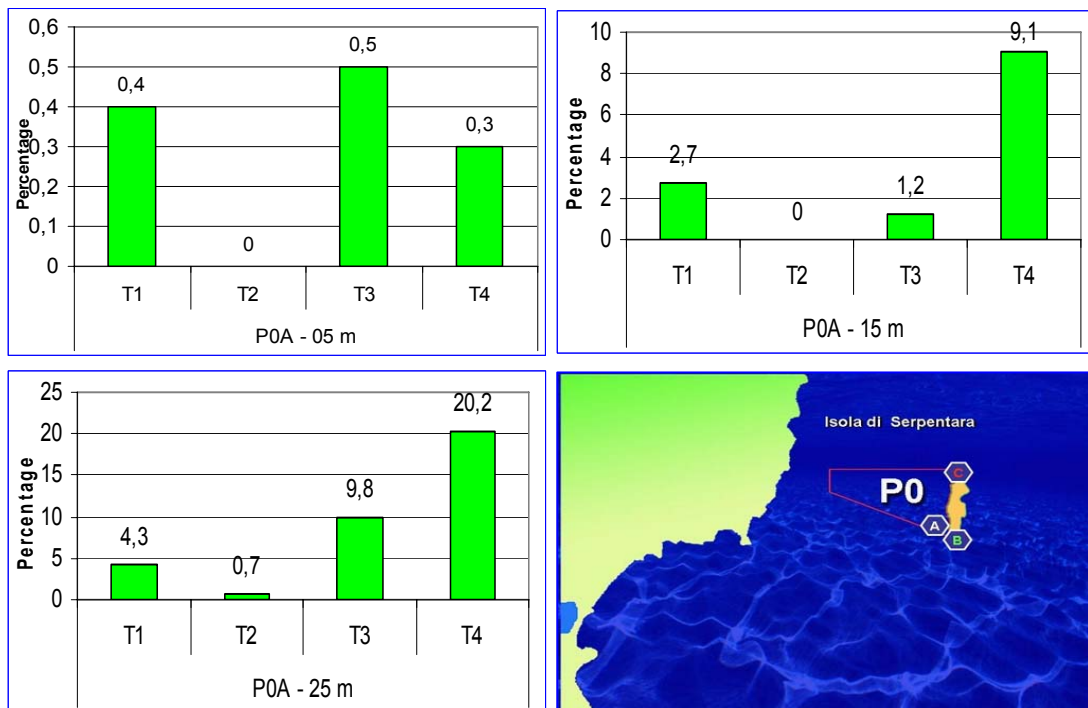 0,6
0,5
0,4
0,3
0,2
0,1
0
Percentage
0,4
0
0,5
0,3
T1 T2 T3 T4
P0A - 05 m
10
8
6
4
2
0
Percentage
2,7
0
1,2
9,1
T1 T2 T3 T4
P0A - 15 m
25
20
15
10
5
0
Percentage
4,3
0,7
9,8
20,2
T1 T2 T3 T4
P0A - 25 m
Isola di Serpentara
C
P0
A
B